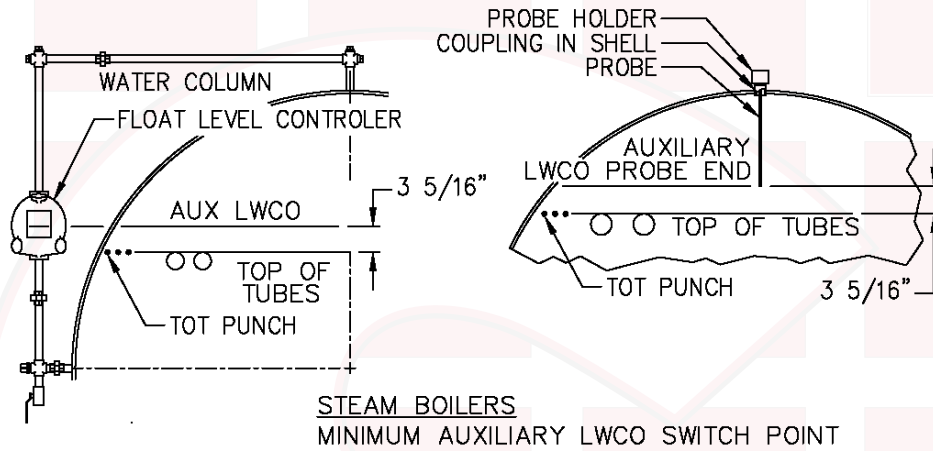 WATER COLUMN
FLOAT LEVEL CONTROLER
AUX LWCO
3 5/16"
TOP OF
TUBES
TOT PUNCH
PROBE HOLDER
COUPLING IN SHELL
PROBE
AUXILIARY
LWCO PROBE END
TOP OF TUBES
TOT PUNCH
3 5/16"
STEAM BOILERS
MINIMUM AUXILIARY LWCO SWITCH POINT